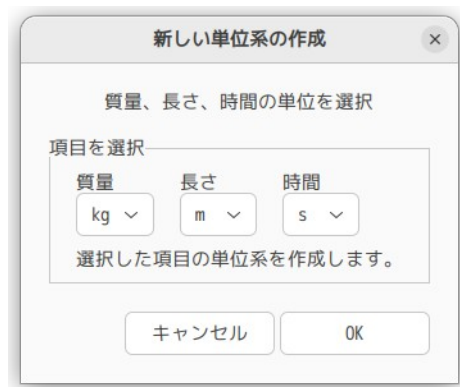 新しい単位系の作成
質量、長さ、時間の単位を選択
項目を選択
質量 長さ 時間
kg m s
選択した項目の単位系を作成します。
キャンセル OK